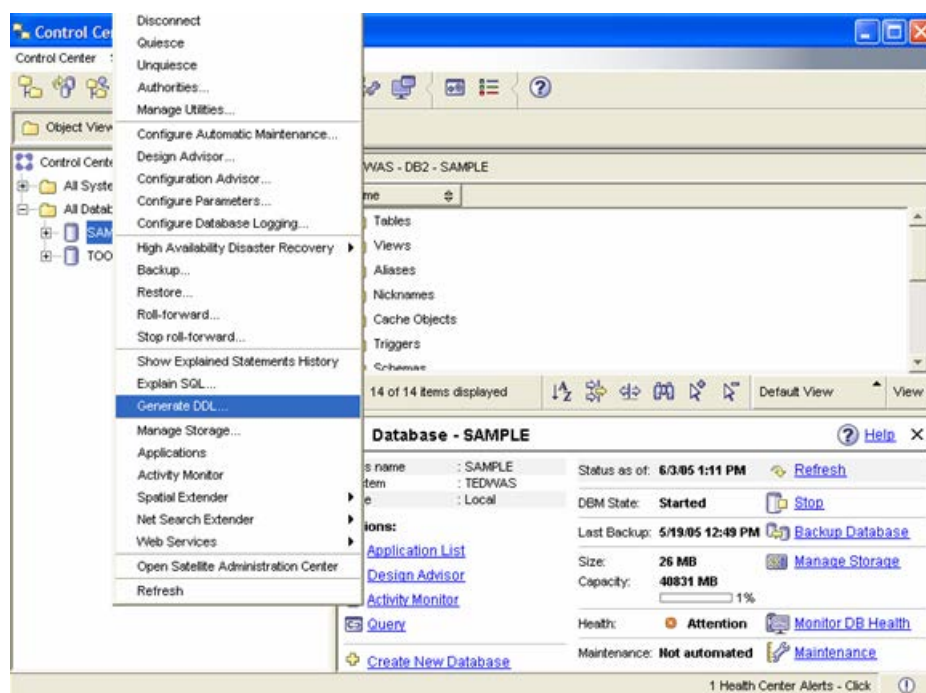 Control Ce
Control Center
Object View
Control Cente
All Syste
All Datab
SAM
TOO
Disconnect
Quiesce
Unquiesce
Authorities...
Manage Utilities...
Configure Automatic Maintenance...
Design Advisor...
Configuration Advisor...
Configure Parameters...
Configure Database Logging...
High Availability Disaster Recovery
Backup...
Restore...
Roll-forward...
Stop roll-forward...
Show Explained Statements History
Explain SQL...
Generate DDL...
Manage Storage...
Applications
Activity Monitor
Spatial Extender
Net Search Extender
Web Services
Open Satellite Administration Center
Refresh
WAS - DB2 - SAMPLE
me
Tables
Views
Aliases
Nicknames
Cache Objects
Triggers
Schemas
14 of 14 items displayed
Default View
View
Database - SAMPLE
Help
s name : SAMPLE
tem : TEDWAS
e : Local
ions:
Application List
Design Advisor
Activity Monitor
Query
Create New Database
Status as of: 6/3/05 1:11 PM Refresh
DBM State: Started Stop
Last Backup: 5/19/05 12:49 PM Backup Database
Size: 26 MB Manage Storage
Capacity: 40831 MB
1%
Health: Attention Monitor DB Health
Maintenance: Not automated Maintenance
1 Health Center Alerts - Click